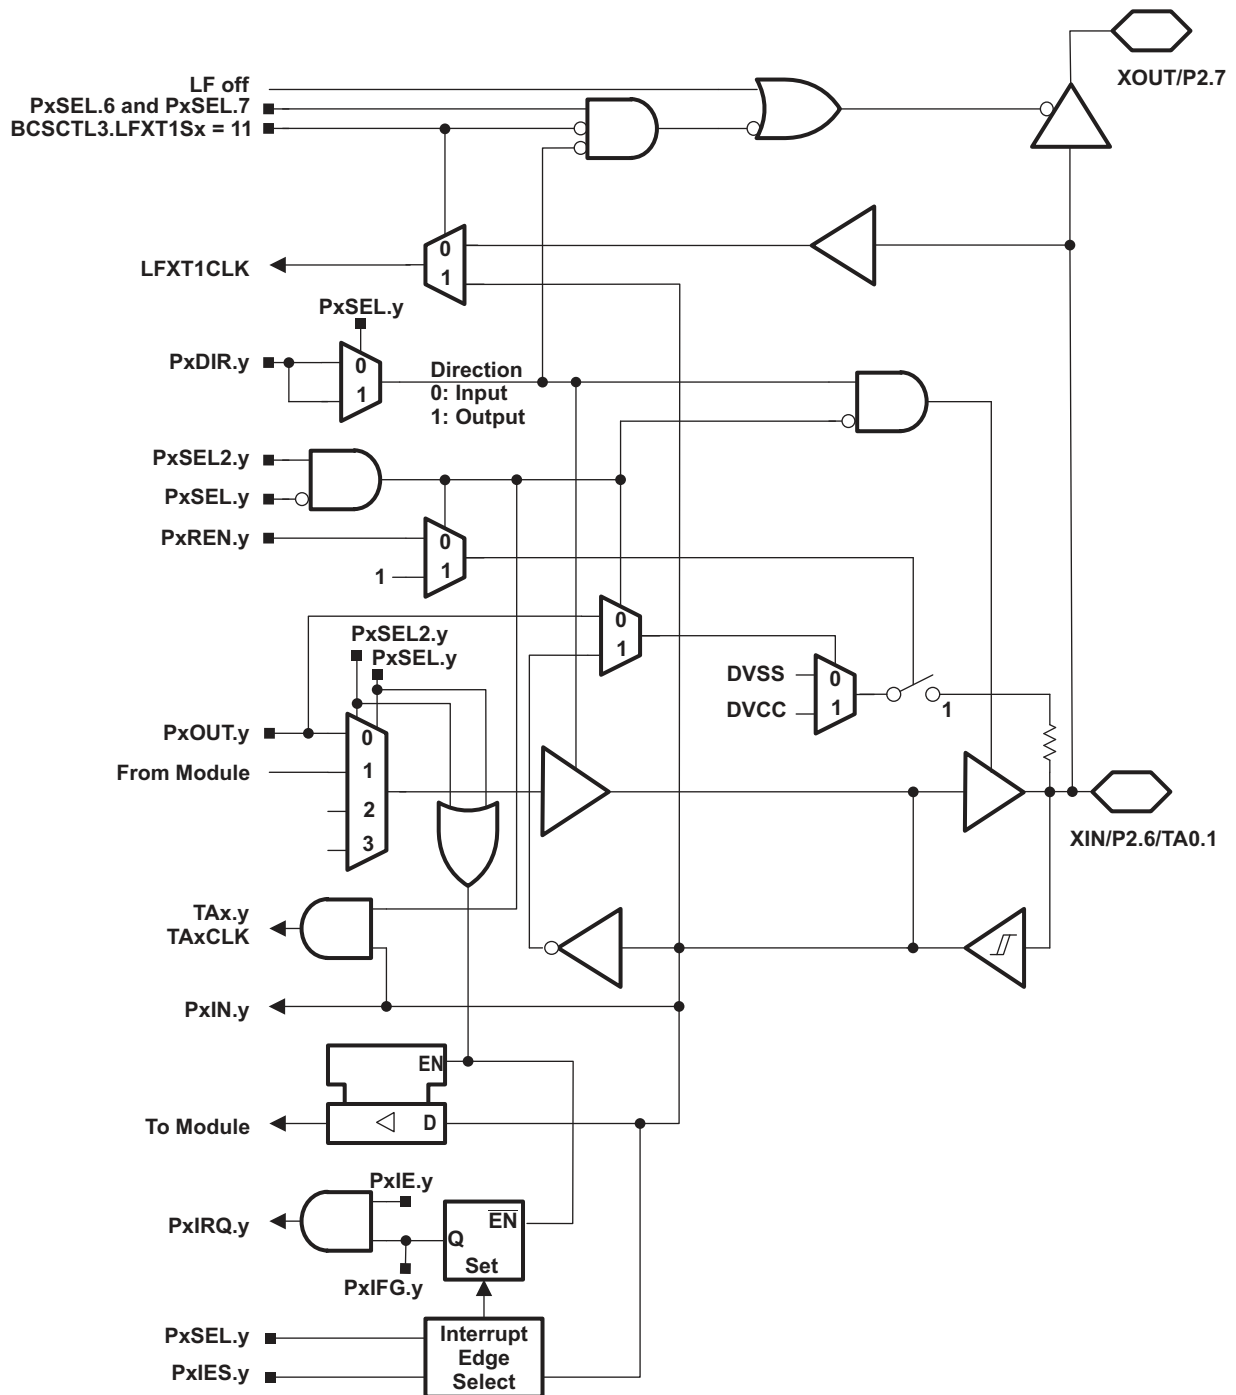 XOUT/P2.7
LF off
PxSEL.6 and PxSEL.7
BCSCTL3.LFXT1Sx = 11
0
1
LFXT1CLK
PxSEL.y
PxDIR.y
0
1
Direction
0: Input
1: Output
PxSEL2.y
PxSEL.y
PxREN.y
0
1
1
0
1
PxSEL2.y
PxSEL.y
DVSS
DVCC
0
1
1
PxOUT.y
From Module
0
1
2
3
XIN/P2.6/TA0.1
TAx.y
TAxCLK
PxIN.y
EN
D
To Module
PxIE.y
PxIRQ.y
EN
Q
Set
PxIFG.y
PxSEL.y
PxIES.y
Interrupt
Edge
Select